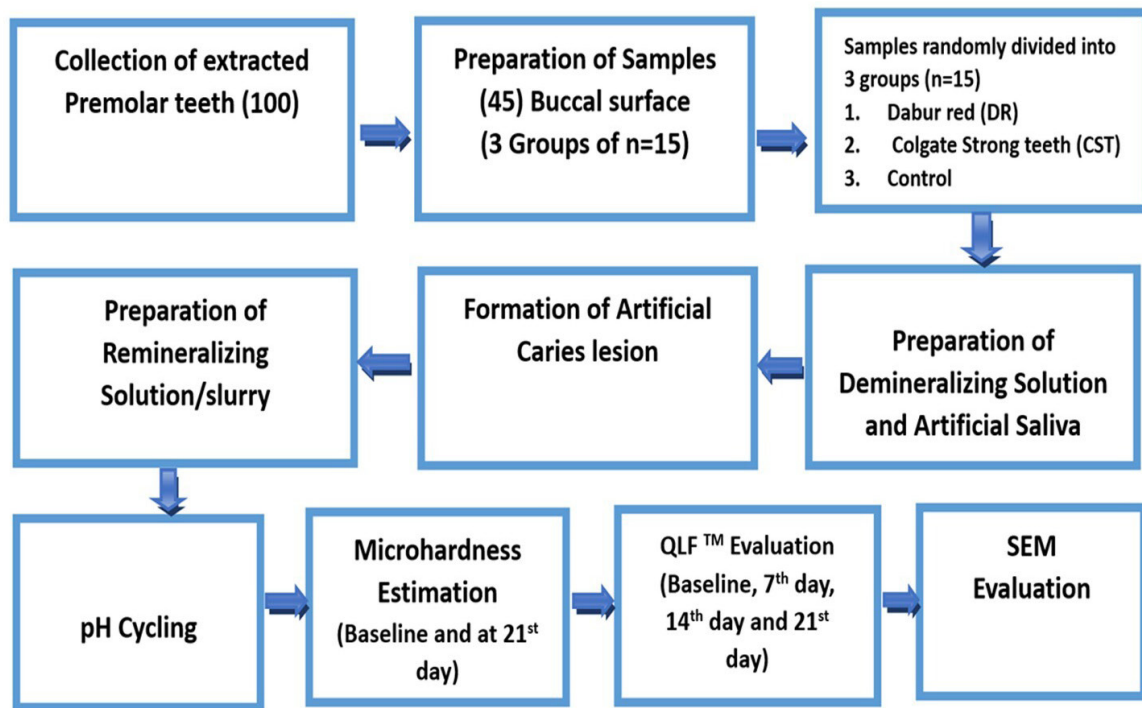 Collection of extracted
Premolar teeth (100)
Preparation of Samples
(45) Buccal surface
(3 Groups of n=15)
Samples randomly divided into
3 groups (n=15)
1. Dabur red (DR)
2. Colgate Strong teeth (CST)
3. Control
Preparation of
Demineralizing Solution
and Artificial Saliva
Formation of Artificial
Caries lesion
Preparation of
Remineralizing
Solution/slurry
pH Cycling
Microhardness
Estimation
(Baseline and at 21st
day)
QLF TM Evaluation
(Baseline, 7th day,
14th day and 21st
day)
SEM
Evaluation